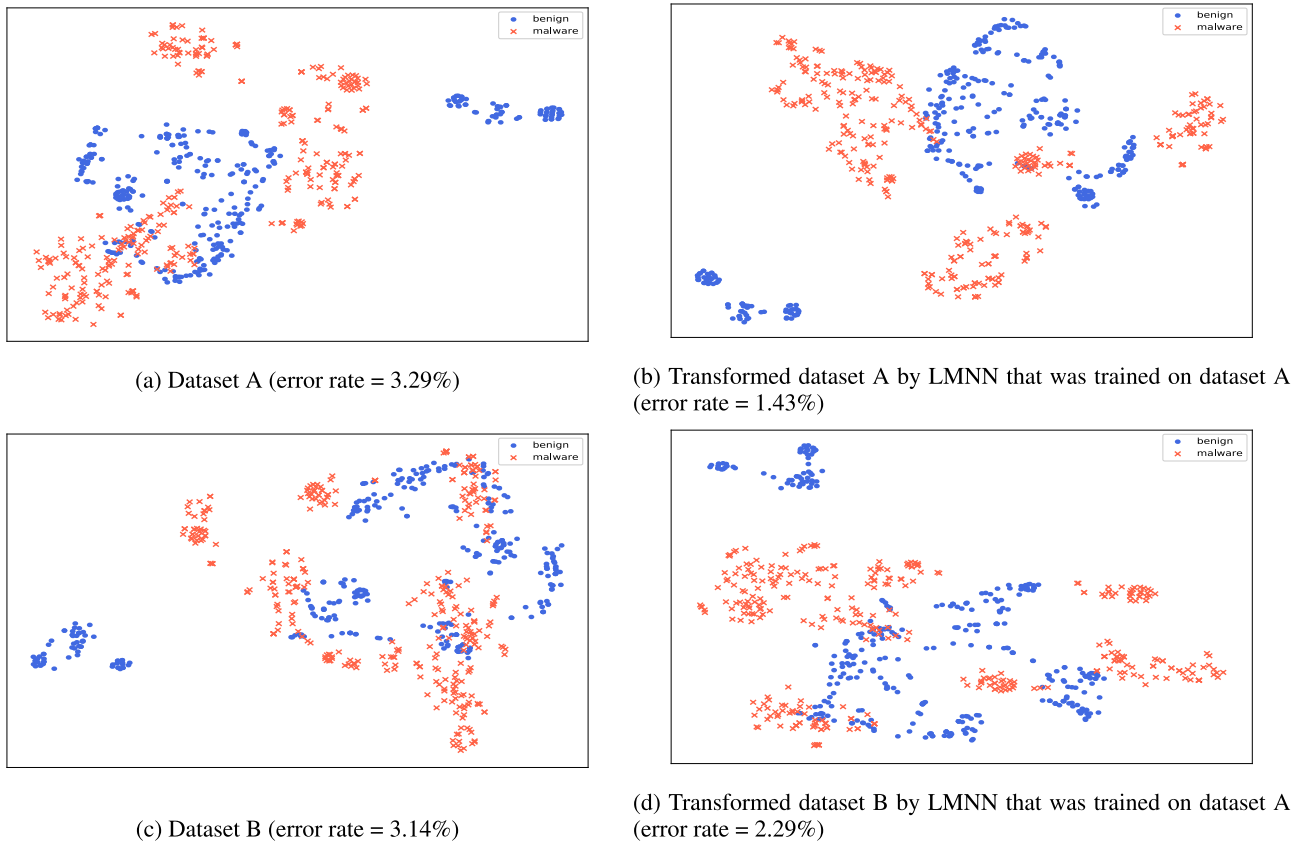 benign
malware
benign
malware
(a) Dataset A (error rate = 3.29%)
(b) Transformed dataset A by LMNN that was trained on dataset A
(error rate = 1.43%)
benign
malware
benign
malware
(c) Dataset B (error rate = 3.14%)
(d) Transformed dataset B by LMNN that was trained on dataset A
(error rate = 2.29%)